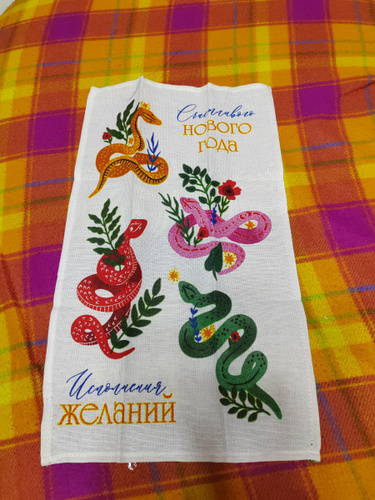 Счастливого
НОВОГО
ГОДА
Исполнения
ЖЕЛАНИЙ